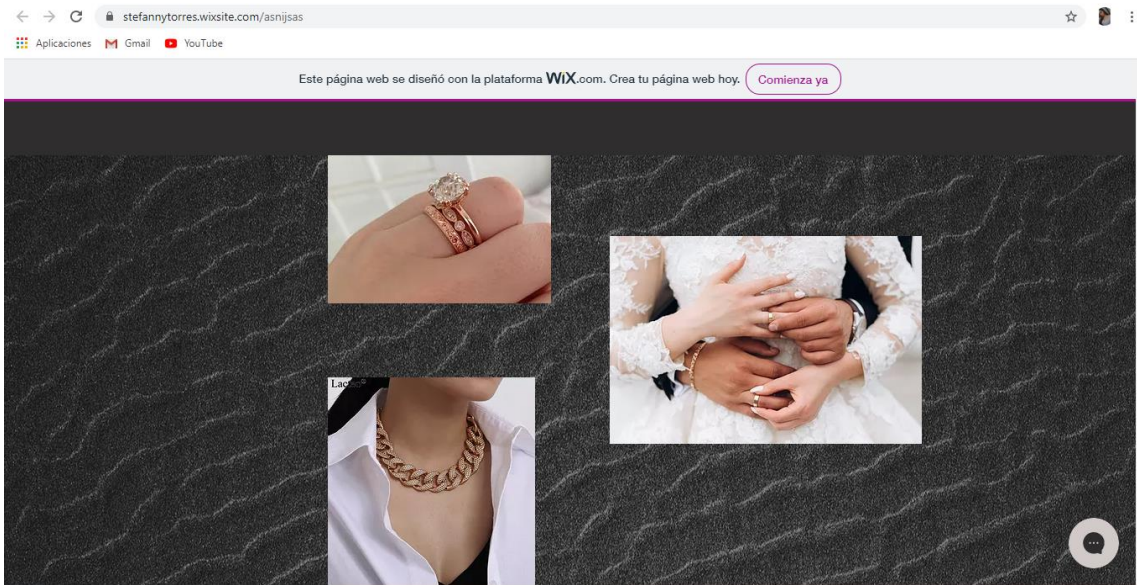 stefannytorres.wixsite.com/asnijsas
Aplicaciones Gmail YouTube
Este página web se diseñó con la plataforma WiX.com. Crea tu página web hoy. Comienza ya